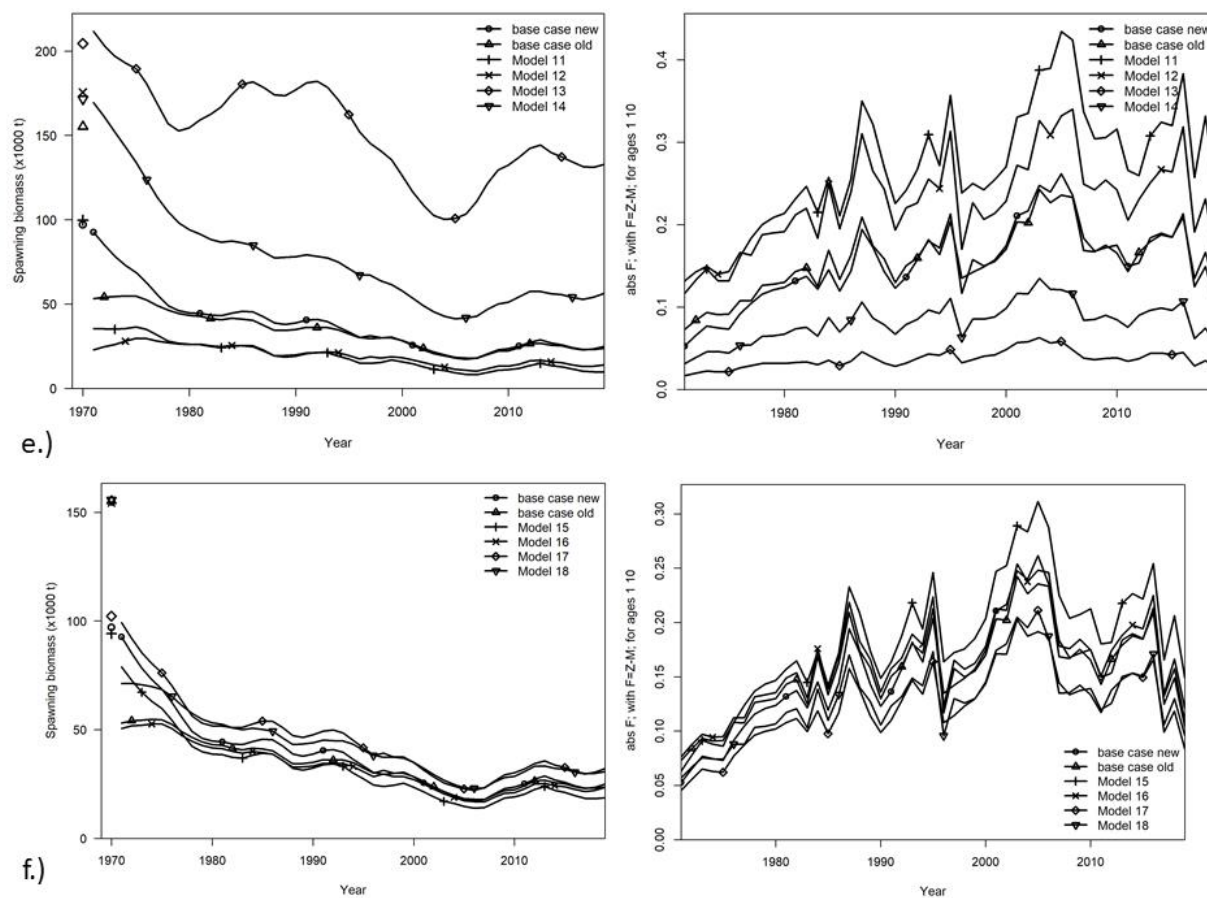 Spawning biomass (x1000 t)
200
150
100
50
0
1970
1980
1990
2000
2010
Year
base case new
base case old
Model 11
Model 12
Model 13
Model 14
abs F; with F=Z-M; for ages 1 10
0.4
0.3
0.2
0.1
0.0
1980
1990
2000
2010
Year
base case new
base case old
Model 11
Model 12
Model 13
Model 14
e.)
Spawning biomass (x1000 t)
150
100
50
0
1970
1980
1990
2000
2010
Year
base case new
base case old
Model 15
Model 16
Model 17
Model 18
abs F; with F=Z-M; for ages 1 10
0.30
0.25
0.20
0.15
0.10
0.05
0.00
1980
1990
2000
2010
Year
base case new
base case old
Model 15
Model 16
Model 17
Model 18
f.)